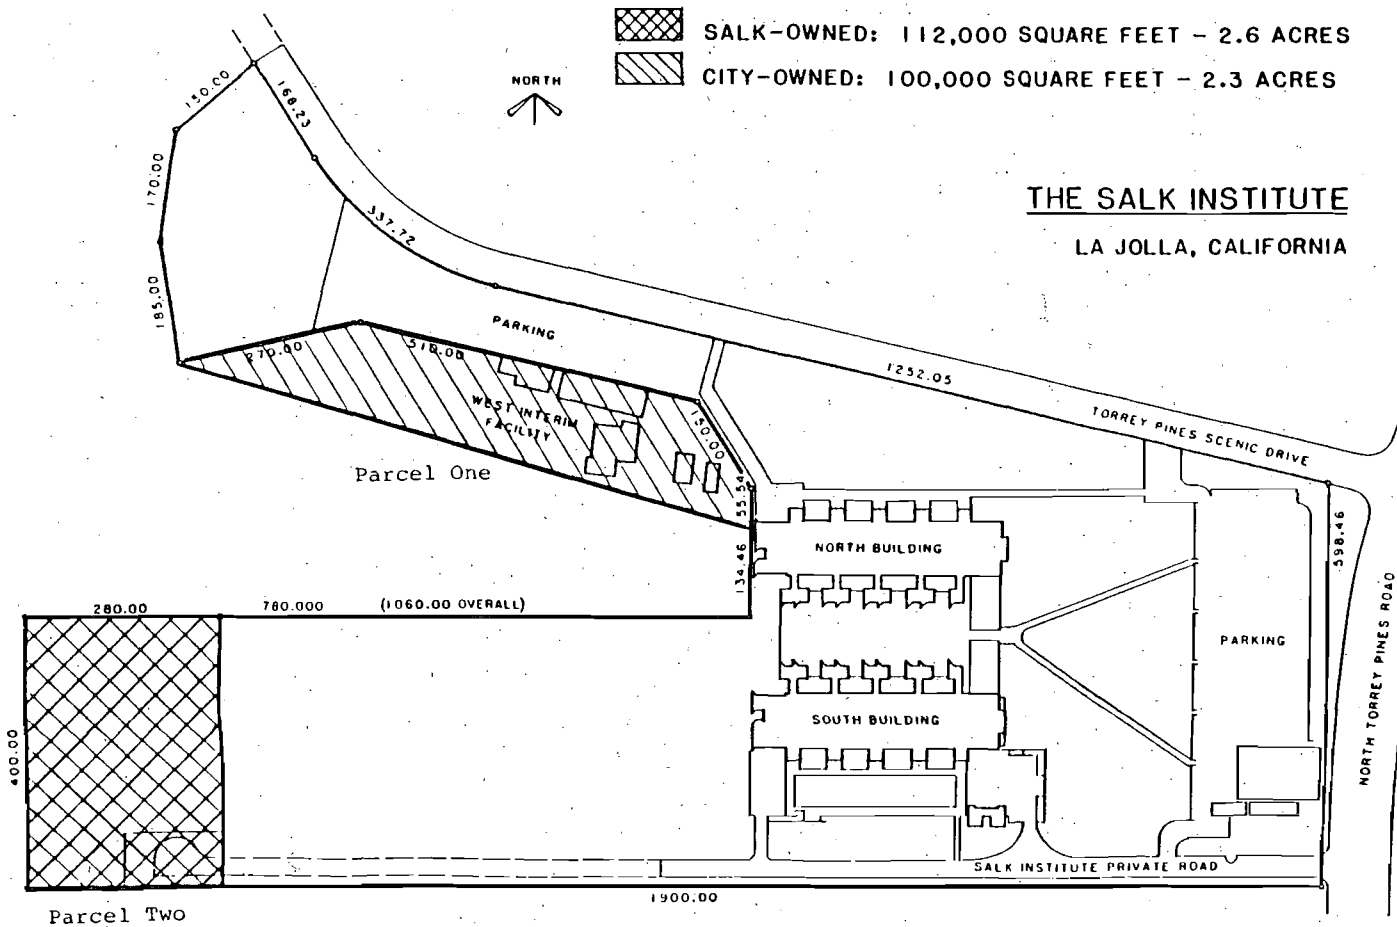 SALK-OWNED: 112,000 SQUARE FEET - 2.6 ACRES
CITY-OWNED: 100,000 SQUARE FEET - 2.3 ACRES
NORTH
THE SALK INSTITUTE
LA JOLLA, CALIFORNIA
150.00
168.23
170.00
337.72
185.00
270.00
510.00
PARKING
1252.05
TORREY PINES SCENIC DRIVE
WEST INTERIM
FACILITY
150.00
Parcel One
55.54
134.46
NORTH BUILDING
598.46
NORTH TORREY PINES ROAD
280.00
780.000
(1060.00 OVERALL)
PARKING
SOUTH BUILDING
400.00
SALK INSTITUTE PRIVATE ROAD
1900.00
Parcel Two